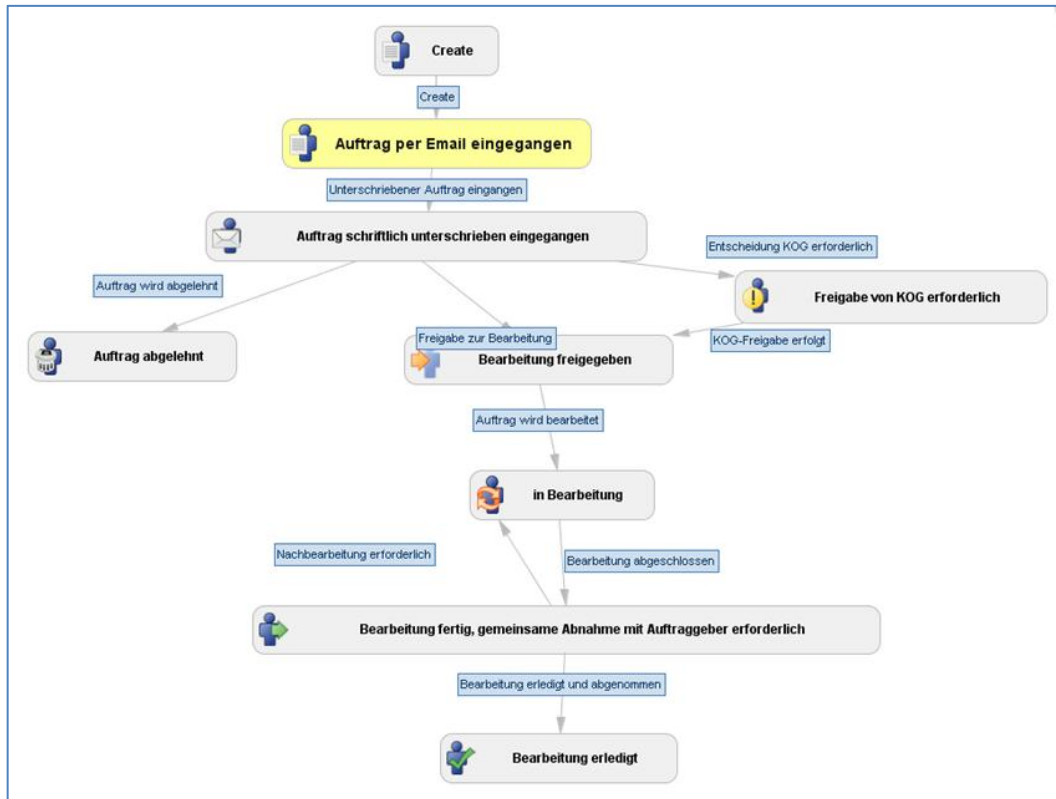 Create
Create
Auftrag per Email eingegangen
Unterschriebener Auftrag eingangen
Auftrag schriftlich unterschrieben eingegangen
Entscheidung KOG erforderlich
Auftrag wird abgelehnt
Freigabe von KOG erforderlich
Freigabe zur Bearbeitung
KOG-Freigabe erfolgt
Auftrag abgelehnt
Bearbeitung freigegeben
Auftrag wird bearbeitet
in Bearbeitung
Nachbearbeitung erforderlich
Bearbeitung abgeschlossen
Bearbeitung fertig, gemeinsame Abnahme mit Auftraggeber erforderlich
Bearbeitung erledigt und abgenommen
Bearbeitung erledigt